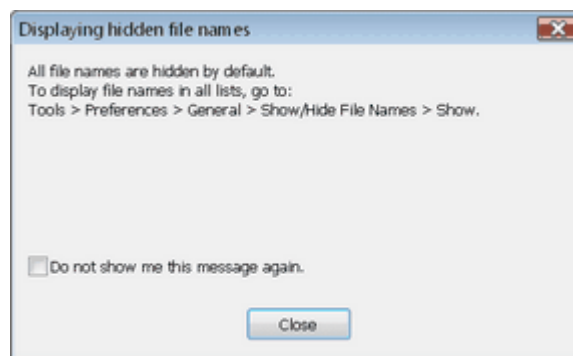 Displaying hidden file names
All file names are hidden by default.
To display file names in all lists, go to:
Tools > Preferences > General > Show/Hide File Names > Show.
Do not show me this message again.
Close